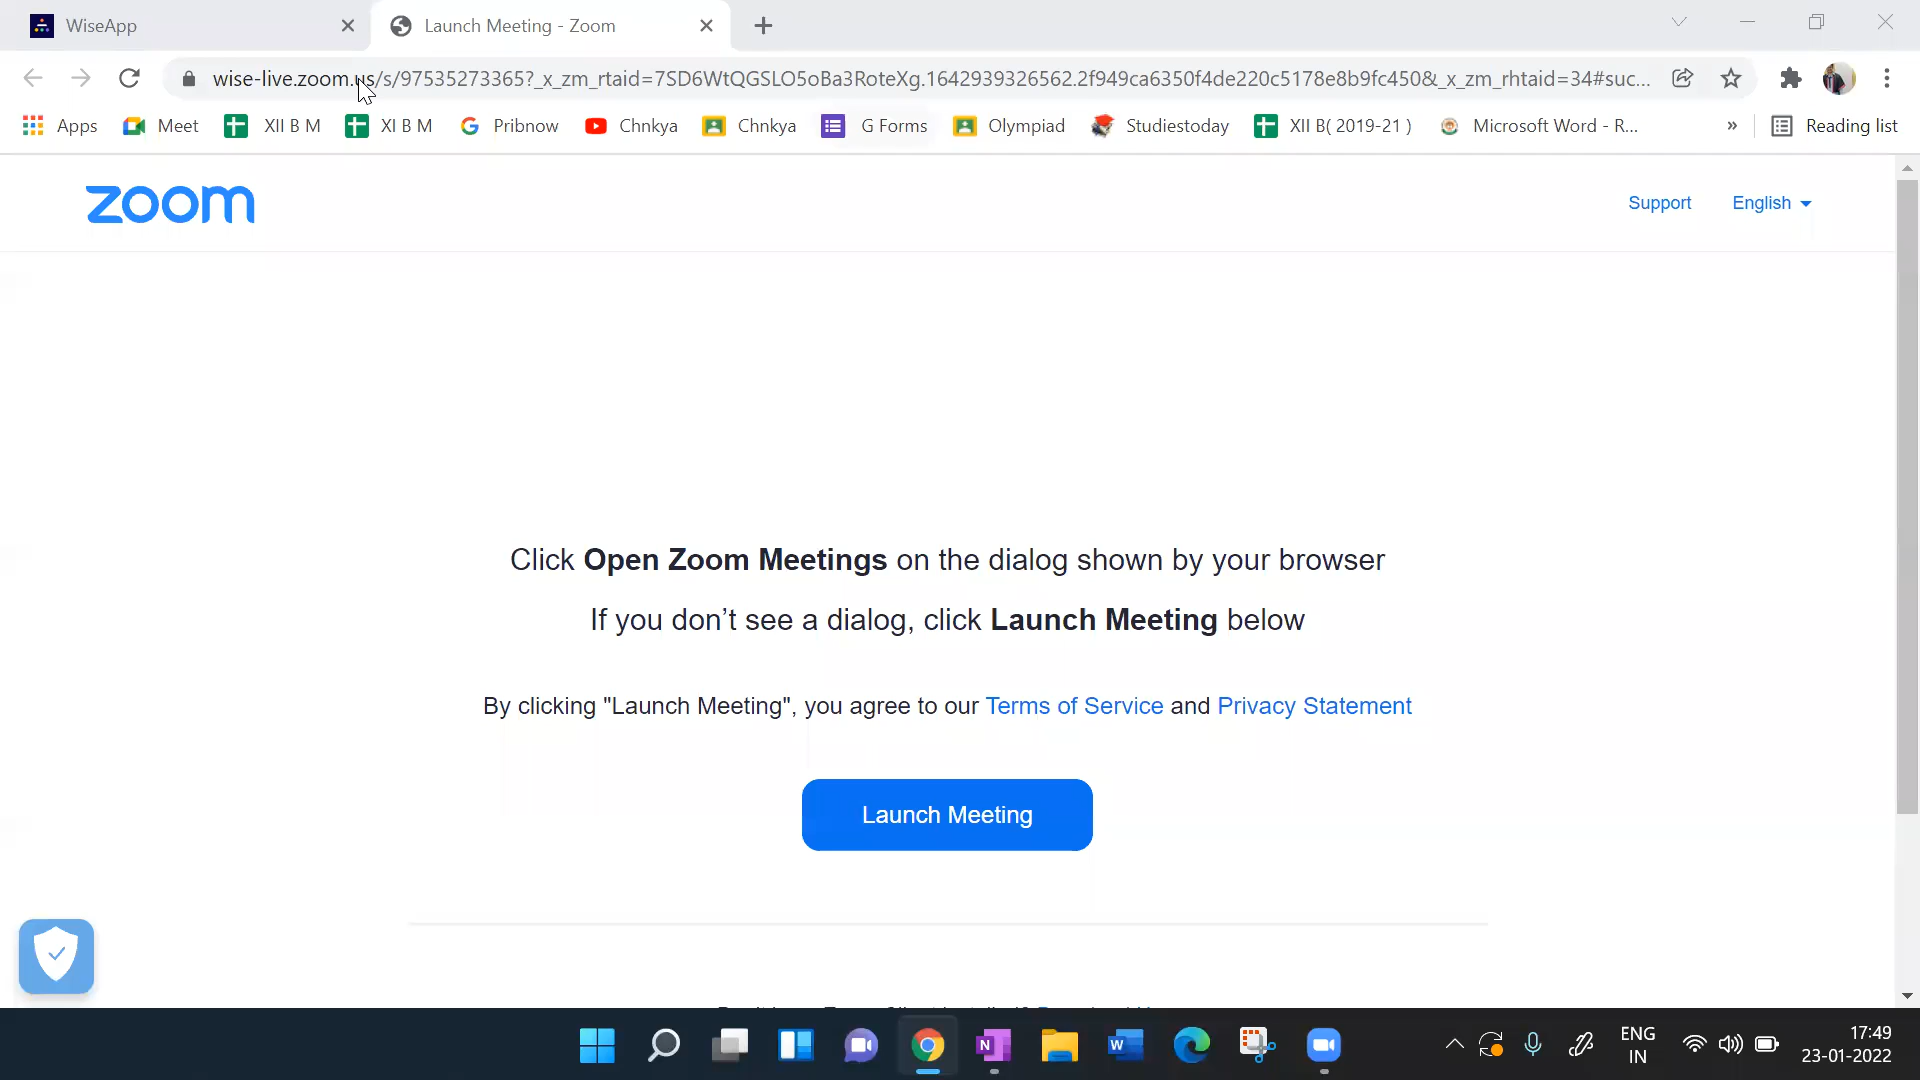 WiseApp
Launch Meeting - Zoom
wise-live.zoom.us/s/97535273365?_x_zm_rtaid=7SD6WtQGSLO5oBa3RoteXg.1642939326562.2f949ca6350f4de220c5178e8b9fc450&_x_zm_rhtaid=34#suc...
Apps Meet XII B M XI B M Pribnow Chnkya Chnkya G Forms Olympiad Studiestoday XII B( 2019-21 ) Microsoft Word - R... » Reading list
zoom
Support English
Click Open Zoom Meetings on the dialog shown by your browser
If you don’t see a dialog, click Launch Meeting below
By clicking "Launch Meeting", you agree to our Terms of Service and Privacy Statement
Launch Meeting
ENG
IN
17:49
23-01-2022